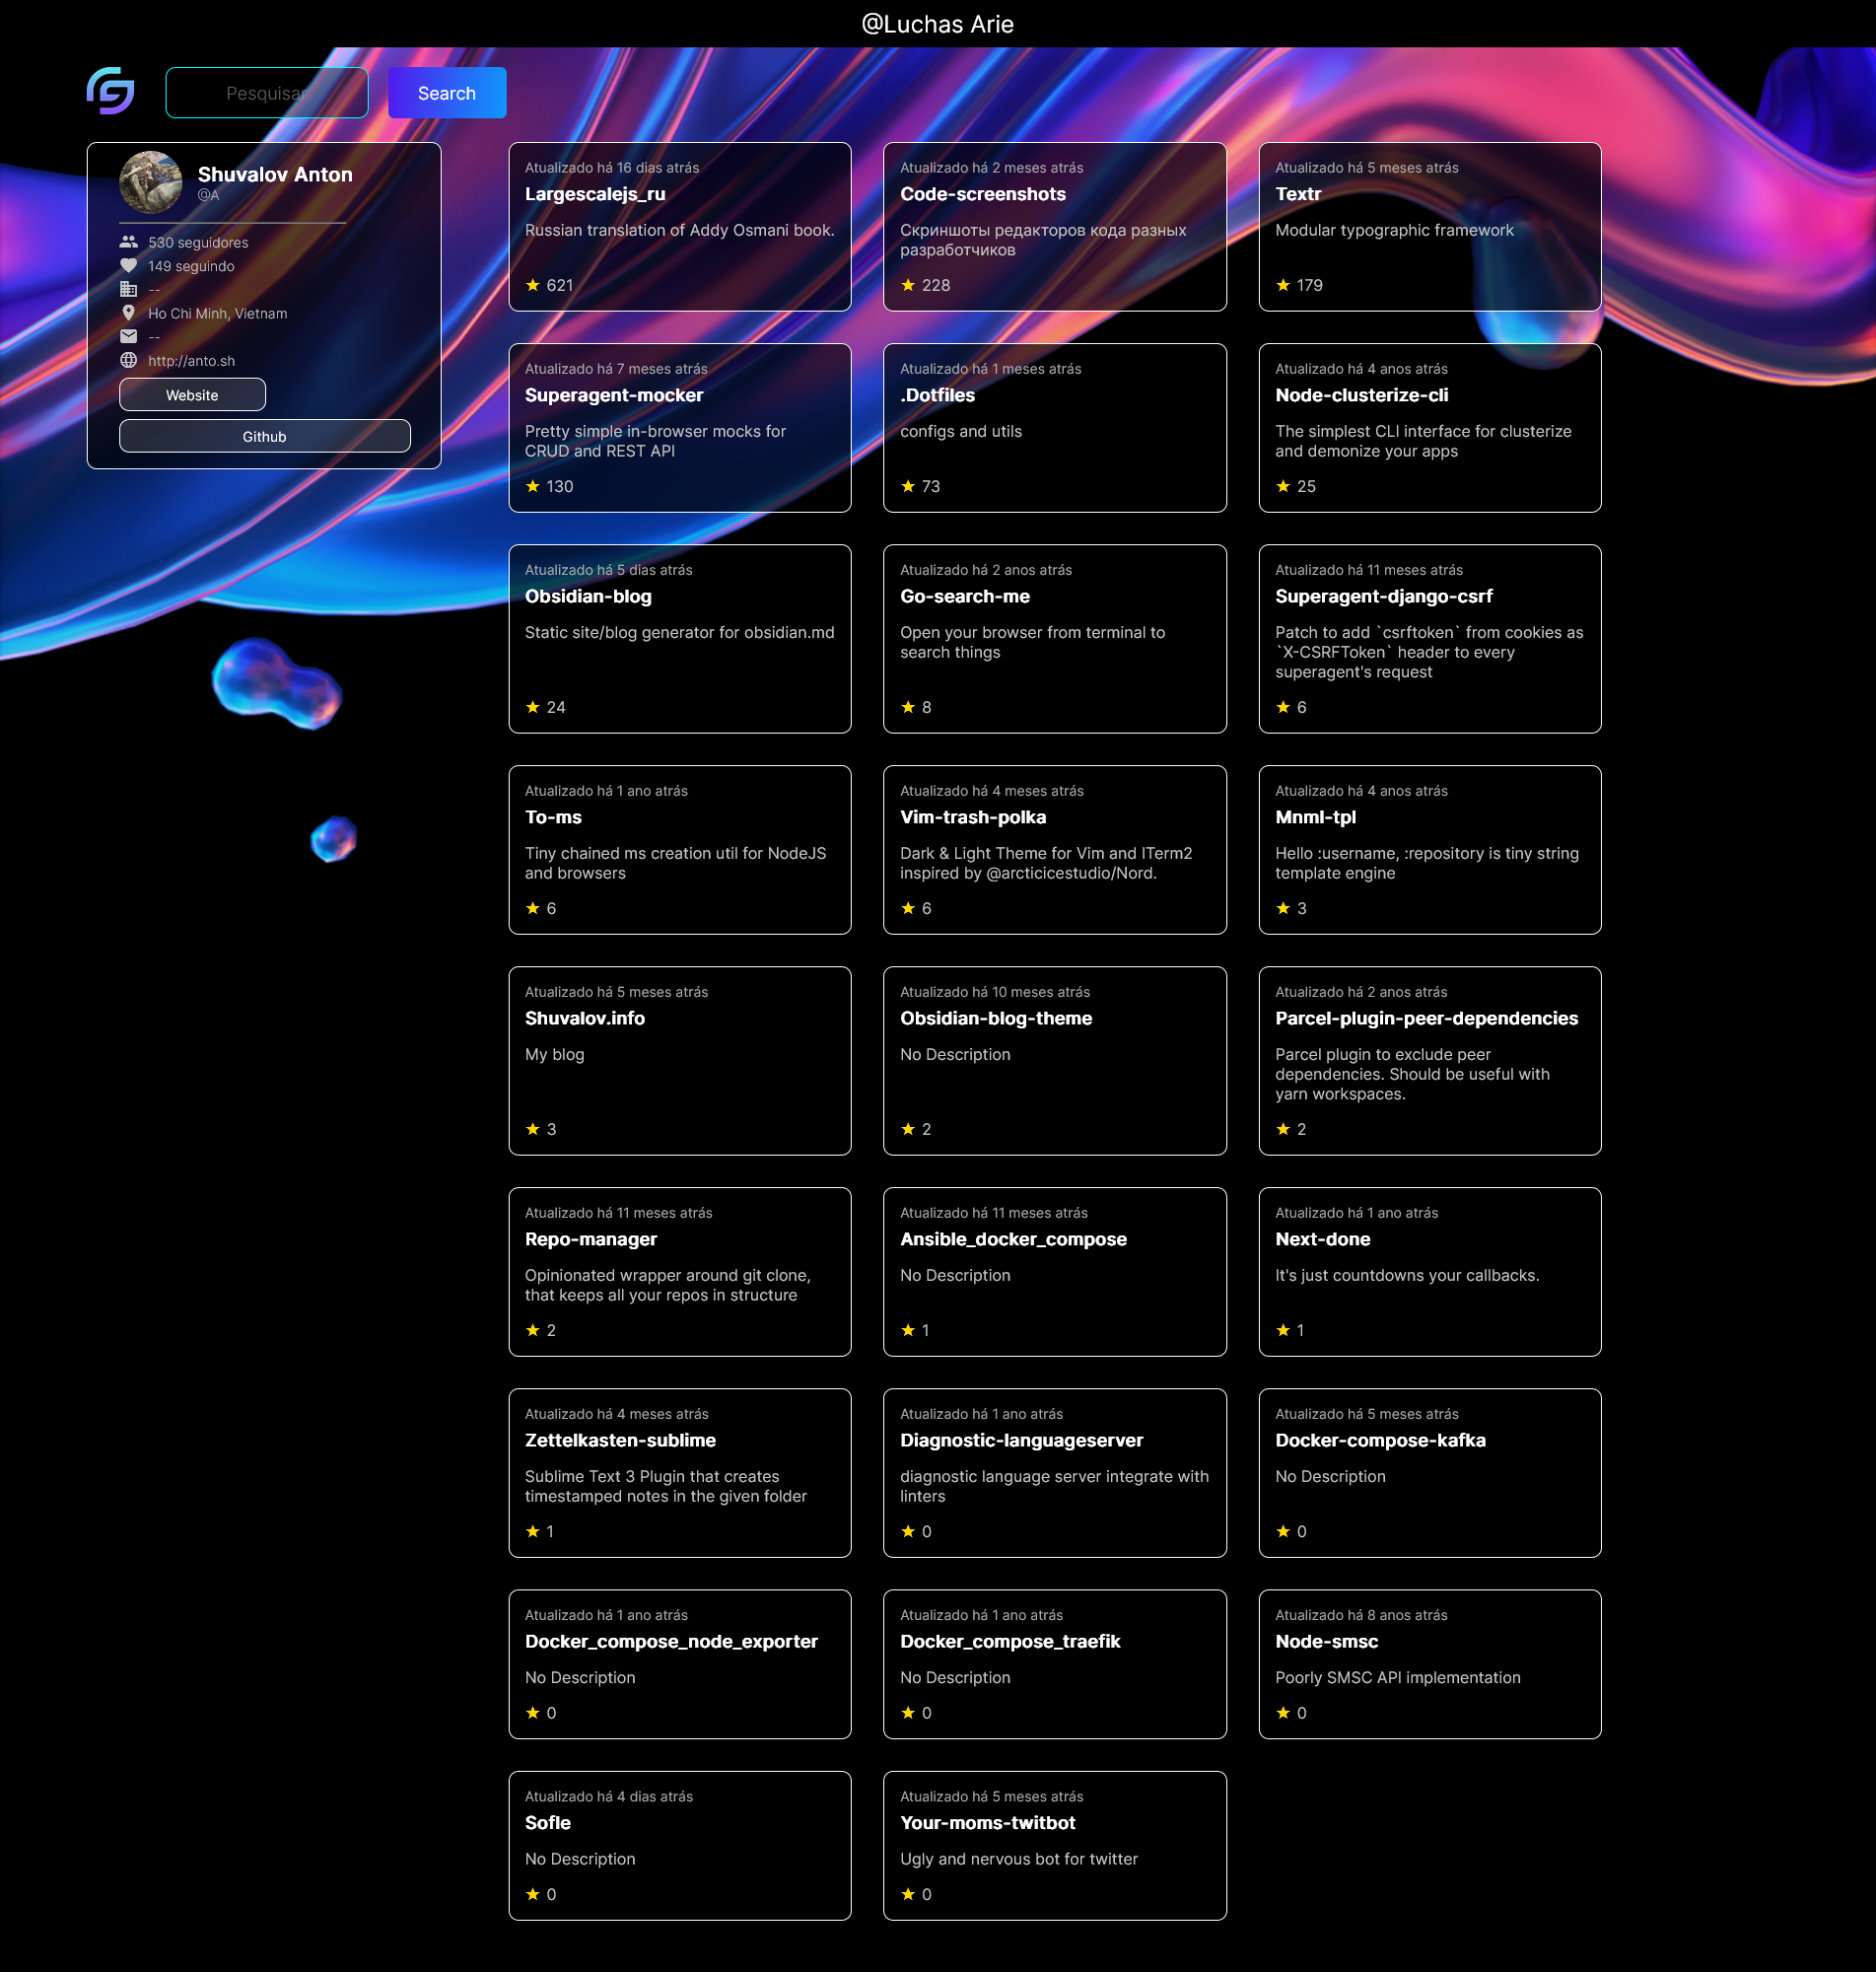 @Luchas Arie
Pesquisar
Search
Shuvalov Anton
@A
530 seguidores
149 seguindo
--
Ho Chi Minh, Vietnam
--
http://anto.sh
Website
Github
Atualizado há 16 dias atrás
Largescalejs_ru
Russian translation of Addy Osmani book.
621
Atualizado há 2 meses atrás
Code-screenshots
Скриншоты редакторов кода разных
разработчиков
228
Atualizado há 5 meses atrás
Textr
Modular typographic framework
179
Atualizado há 7 meses atrás
Superagent-mocker
Pretty simple in-browser mocks for
CRUD and REST API
130
Atualizado há 1 meses atrás
.Dotfiles
configs and utils
73
Atualizado há 4 anos atrás
Node-clusterize-cli
The simplest CLI interface for clusterize
and demonize your apps
25
Atualizado há 5 dias atrás
Obsidian-blog
Static site/blog generator for obsidian.md
24
Atualizado há 2 anos atrás
Go-search-me
Open your browser from terminal to
search things
8
Atualizado há 11 meses atrás
Superagent-django-csrf
Patch to add `csrftoken` from cookies as
`X-CSRFToken` header to every
superagent's request
6
Atualizado há 1 ano atrás
To-ms
Tiny chained ms creation util for NodeJS
and browsers
6
Atualizado há 4 meses atrás
Vim-trash-polka
Dark & Light Theme for Vim and ITerm2
inspired by @arcticicestudio/Nord.
6
Atualizado há 4 anos atrás
Mnml-tpl
Hello :username, :repository is tiny string
template engine
3
Atualizado há 5 meses atrás
Shuvalov.info
My blog
3
Atualizado há 10 meses atrás
Obsidian-blog-theme
No Description
2
Atualizado há 2 anos atrás
Parcel-plugin-peer-dependencies
Parcel plugin to exclude peer
dependencies. Should be useful with
yarn workspaces.
2
Atualizado há 11 meses atrás
Repo-manager
Opinionated wrapper around git clone,
that keeps all your repos in structure
2
Atualizado há 11 meses atrás
Ansible_docker_compose
No Description
1
Atualizado há 1 ano atrás
Next-done
It's just countdowns your callbacks.
1
Atualizado há 4 meses atrás
Zettelkasten-sublime
Sublime Text 3 Plugin that creates
timestamped notes in the given folder
1
Atualizado há 1 ano atrás
Diagnostic-languageserver
diagnostic language server integrate with
linters
0
Atualizado há 5 meses atrás
Docker-compose-kafka
No Description
0
Atualizado há 1 ano atrás
Docker_compose_node_exporter
No Description
0
Atualizado há 1 ano atrás
Docker_compose_traefik
No Description
0
Atualizado há 8 anos atrás
Node-smsc
Poorly SMSC API implementation
0
Atualizado há 4 dias atrás
Sofle
No Description
0
Atualizado há 5 meses atrás
Your-moms-twitbot
Ugly and nervous bot for twitter
0